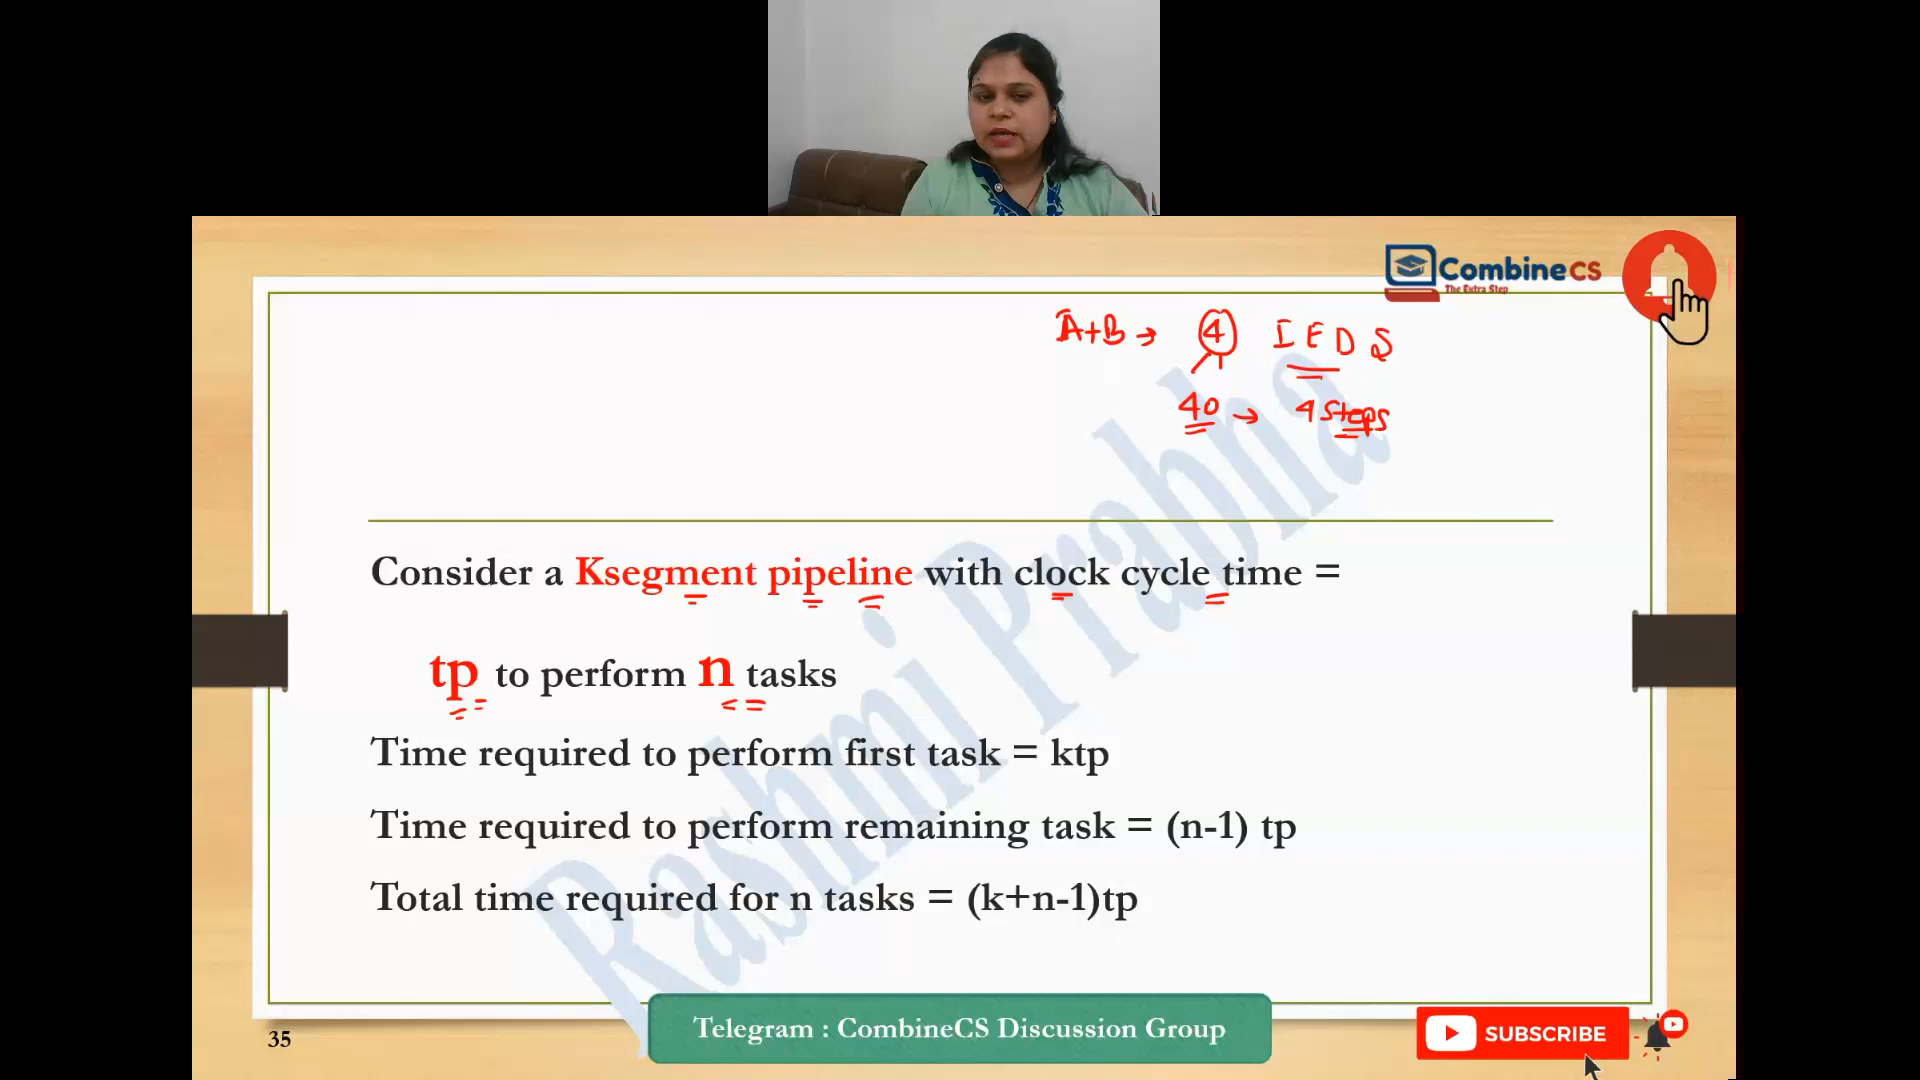 CombineCS
The Extra Step
A+B → 4 I E D S
40 → 4 Steps
Consider a Ksegment pipeline with clock cycle time =
tp to perform n tasks
Time required to perform first task = ktp
Time required to perform remaining task = (n-1) tp
Total time required for n tasks = (k+n-1)tp
Rashmi Prabha
35
Telegram : CombineCS Discussion Group
SUBSCRIBE